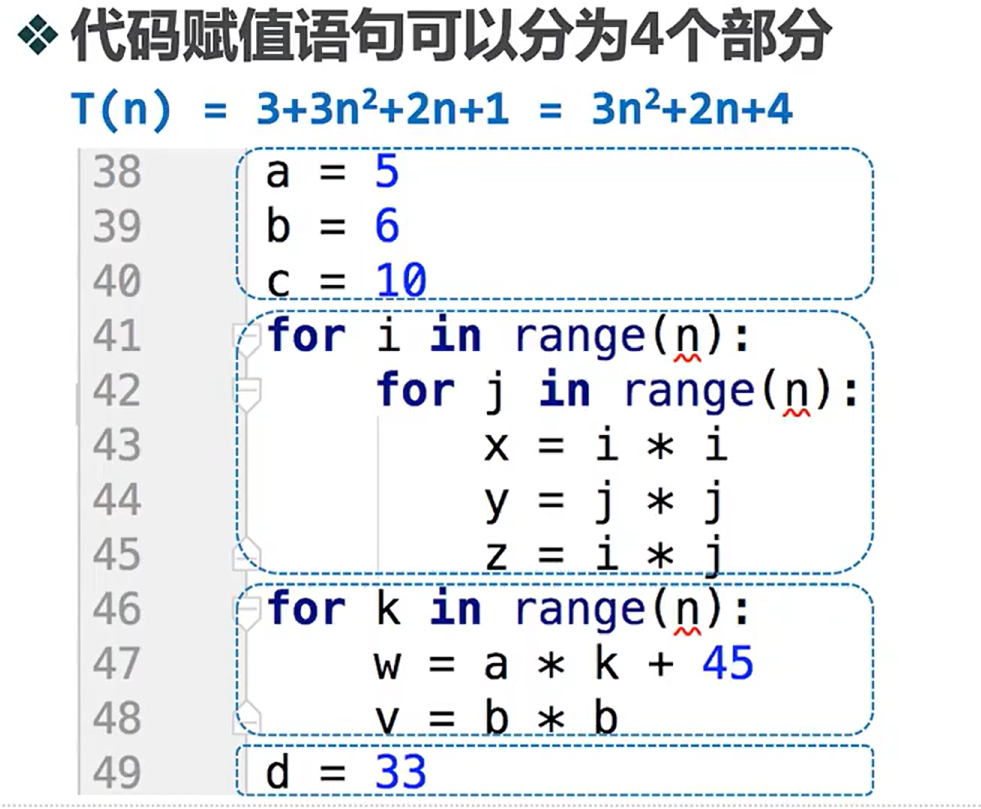 ❖代码赋值语句可以分为4个部分
T(n) = 3+3n²+2n+1 = 3n²+2n+4
38 a = 5
39 b = 6
40 c = 10
41 for i in range(n):
42     for j in range(n):
43         x = i * i
44         y = j * j
45         z = i * j
46 for k in range(n):
47     w = a * k + 45
48     v = b * b
49 d = 33